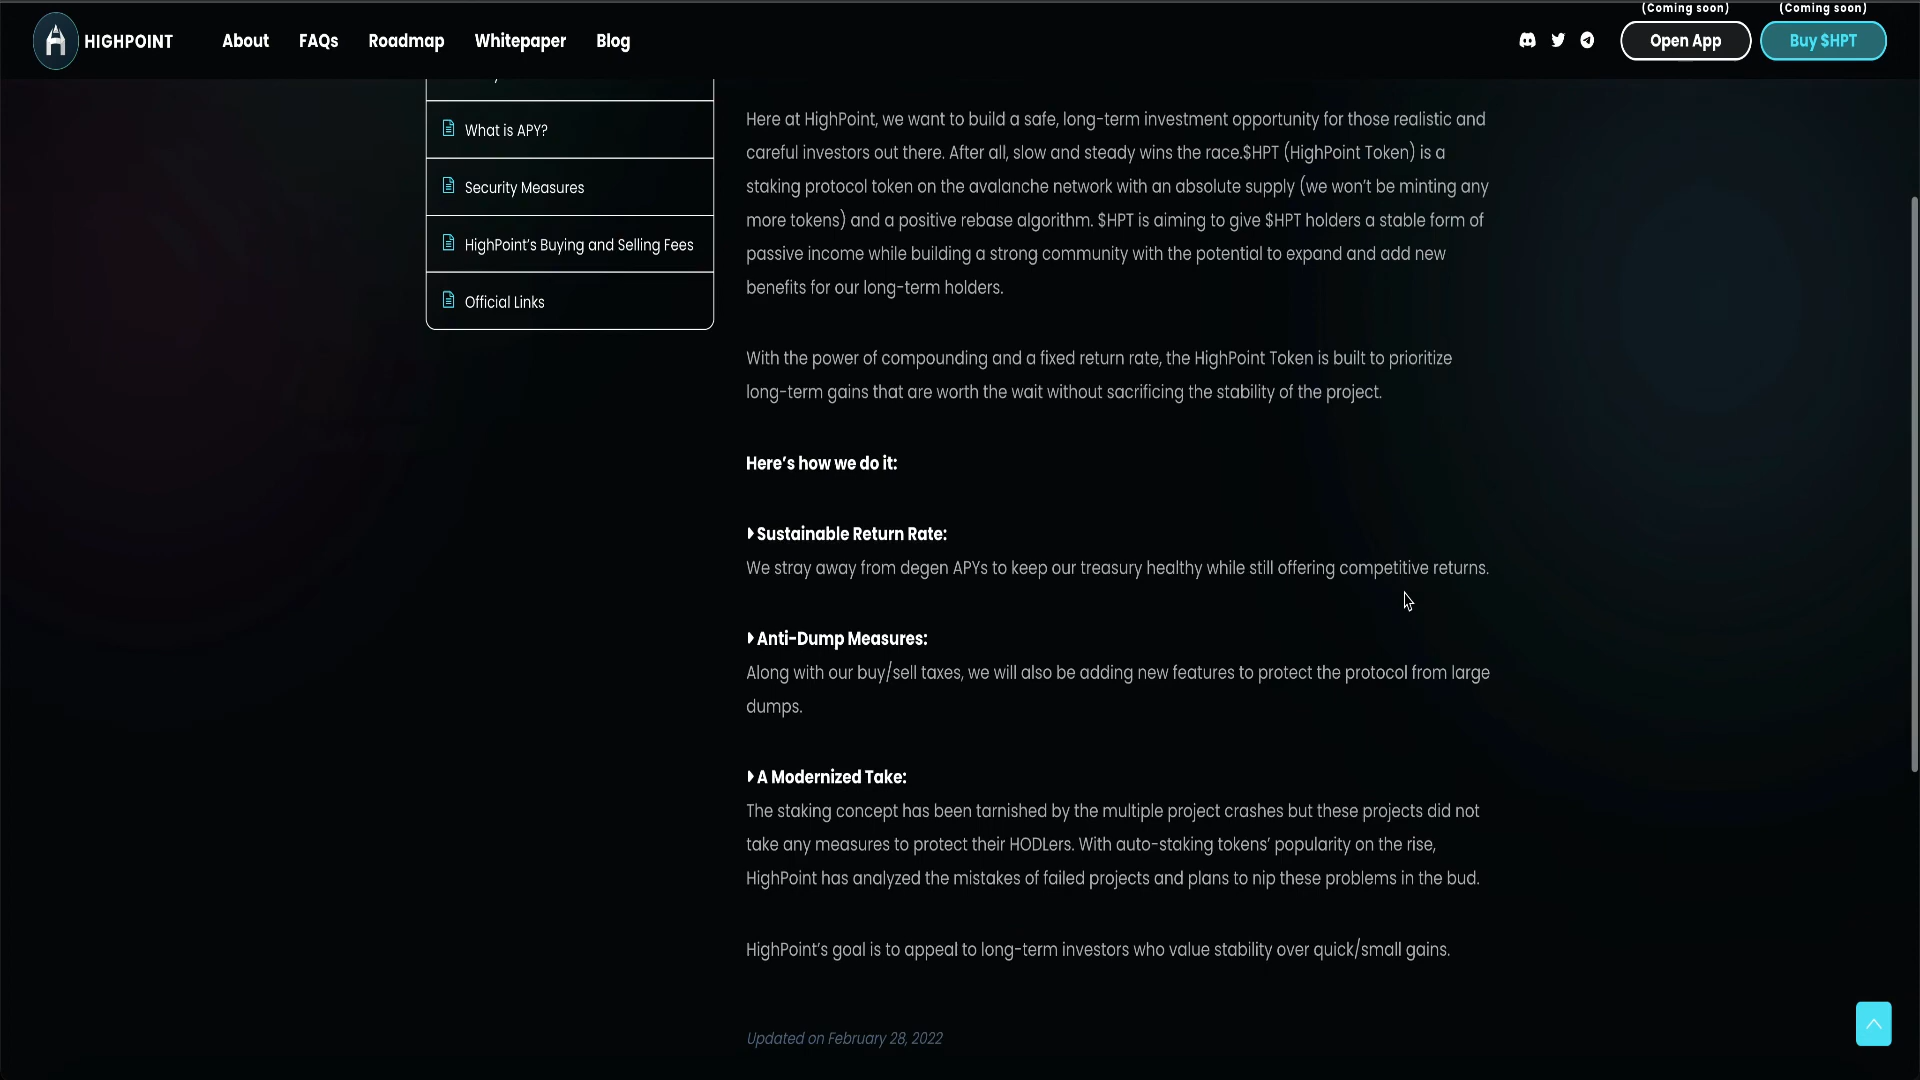 (Coming soon) (Coming soon)
HIGHPOINT About FAQs Roadmap Whitepaper Blog Open App Buy $HPT
What is APY?
Security Measures
HighPoint's Buying and Selling Fees
Official Links
Here at HighPoint, we want to build a safe, long-term investment opportunity for those realistic and
careful investors out there. After all, slow and steady wins the race.$HPT (HighPoint Token) is a
staking protocol token on the avalanche network with an absolute supply (we won't be minting any
more tokens) and a positive rebase algorithm. $HPT is aiming to give $HPT holders a stable form of
passive income while building a strong community with the potential to expand and add new
benefits for our long-term holders.
With the power of compounding and a fixed return rate, the HighPoint Token is built to prioritize
long-term gains that are worth the wait without sacrificing the stability of the project.
Here's how we do it:
Sustainable Return Rate:
We stray away from degen APYs to keep our treasury healthy while still offering competitive returns.
Anti-Dump Measures:
Along with our buy/sell taxes, we will also be adding new features to protect the protocol from large
dumps.
A Modernized Take:
The staking concept has been tarnished by the multiple project crashes but these projects did not
take any measures to protect their HODLers. With auto-staking tokens' popularity on the rise,
HighPoint has analyzed the mistakes of failed projects and plans to nip these problems in the bud.
HighPoint's goal is to appeal to long-term investors who value stability over quick/small gains.
Updated on February 28, 2022